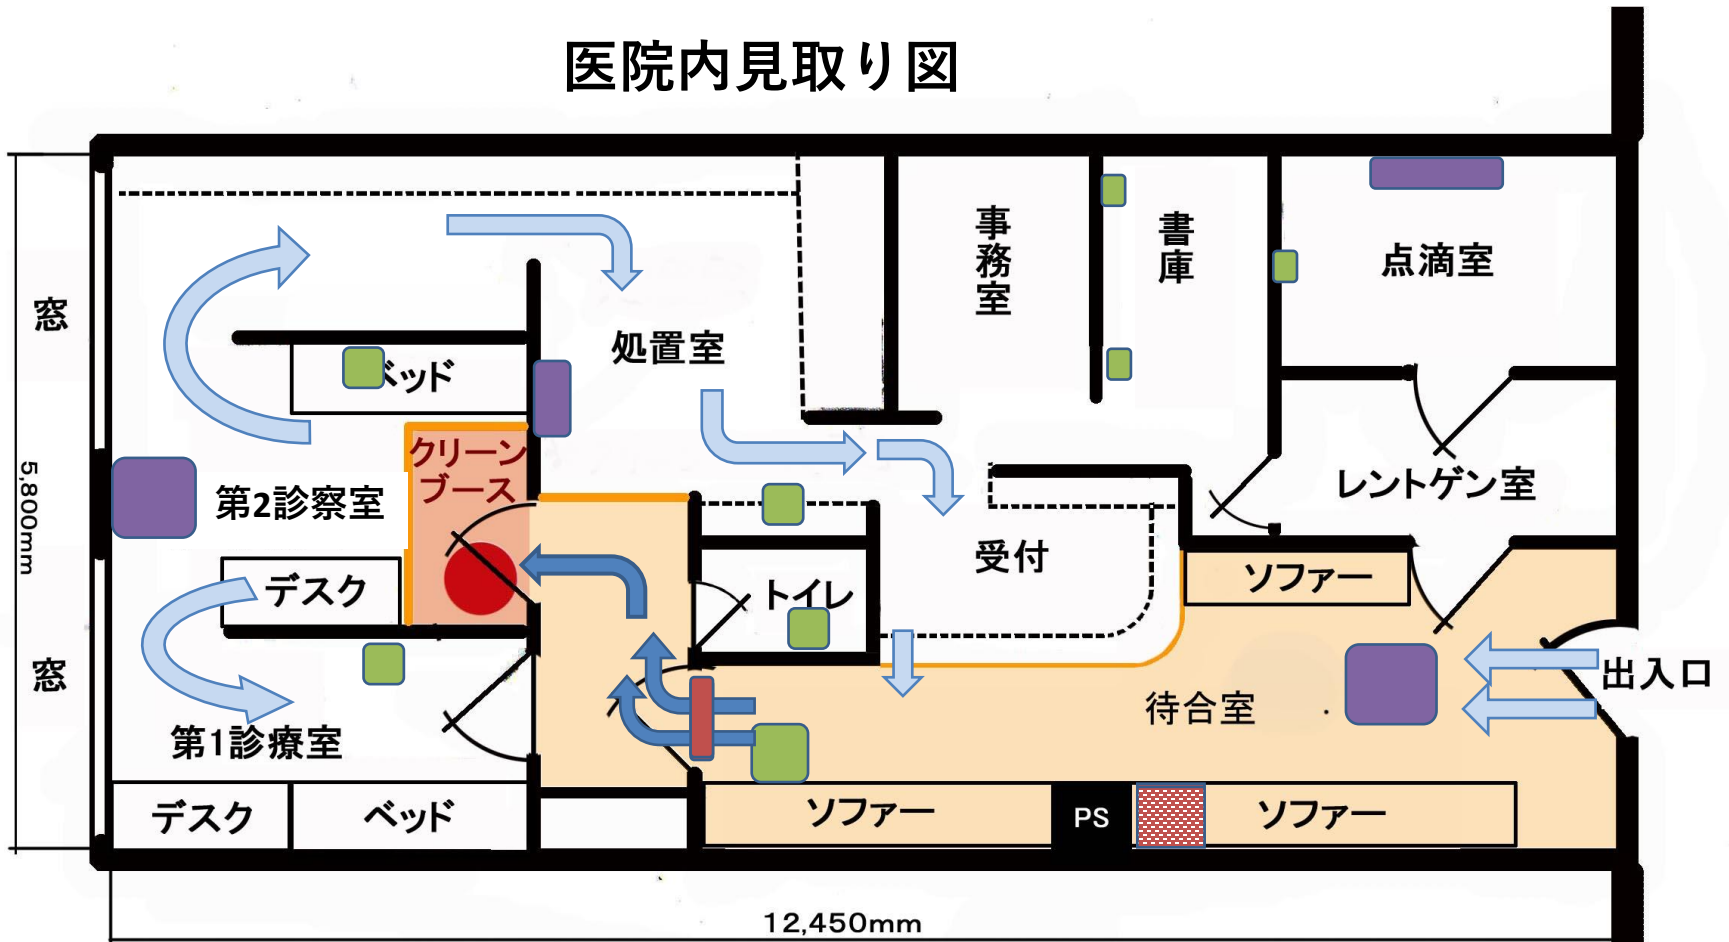 医院内見取り図
窓
5,800mm
窓
ベッド
処置室
事務室
書庫
点滴室
クリーン
ブース
第2診察室
デスク
レントゲン室
受付
ソファー
トイレ
出入口
待合室
第1診療室
デスク
ベッド
ソファー
PS
ソファー
12,450mm